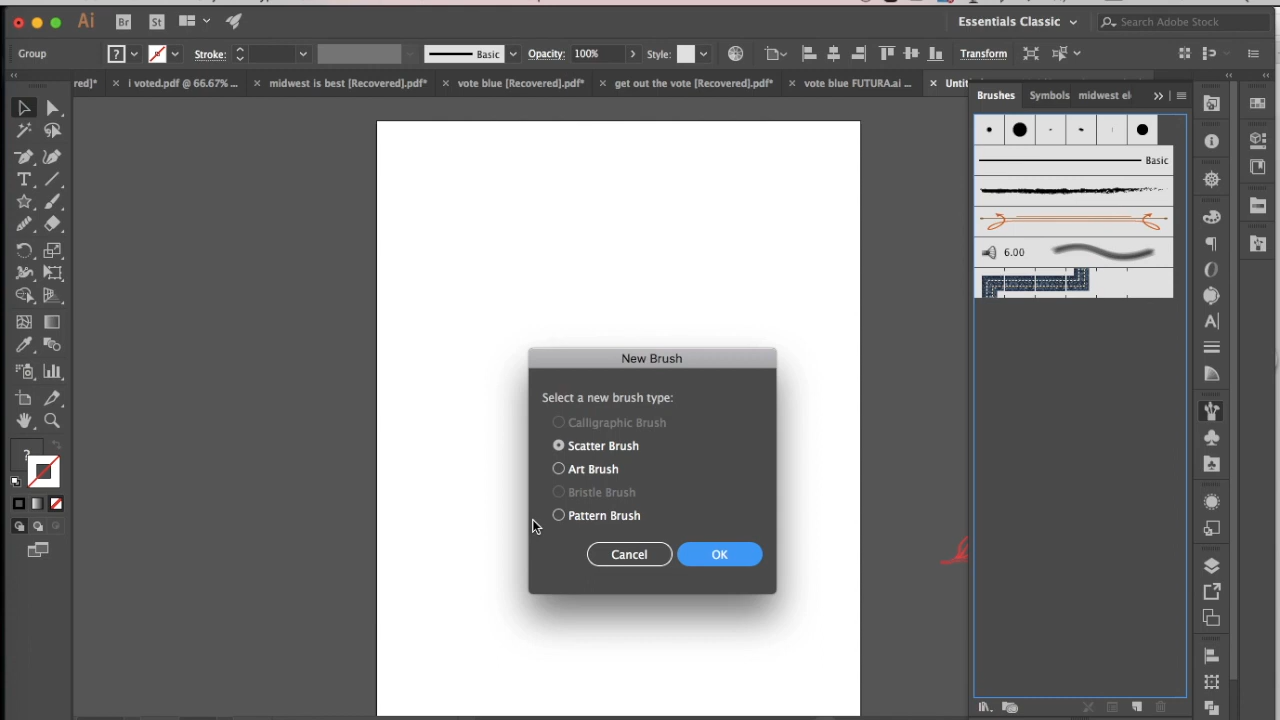 Ai Br St Essentials Classic Search Adobe Stock
Group ? Stroke: Basic Opacity: 100% Style: Transform
red]* × i voted.pdf @ 66.67% ... × midwest is best [Recovered].pdf* × vote blue [Recovered].pdf* × get out the vote [Recovered].pdf* × vote blue FUTURA.ai ... × Untit
Brushes Symbols midwest el
Basic
6.00
New Brush
Select a new brush type:
Calligraphic Brush
Scatter Brush
Art Brush
Bristle Brush
Pattern Brush
Cancel OK
?